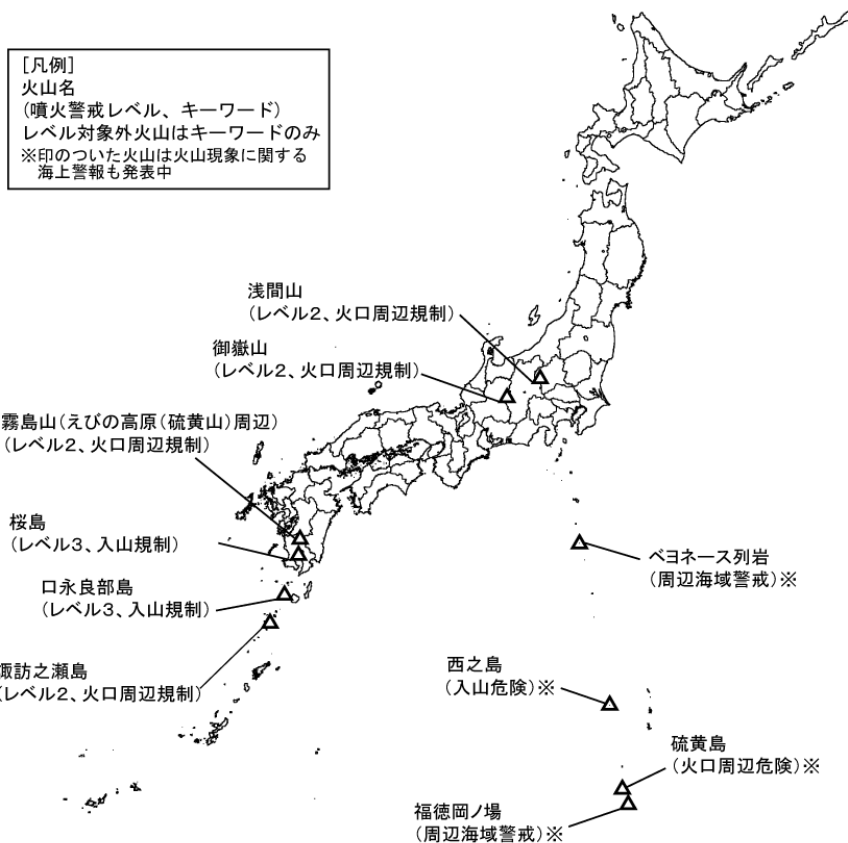 [凡例]
火山名
(噴火警戒レベル、キーワード)
レベル対象外火山はキーワードのみ
※印のついた火山は火山現象に関する
海上警報も発表中
浅間山
(レベル2、火口周辺規制)
御嶽山
(レベル2、火口周辺規制)
霧島山(えびの高原(硫黄山)周辺)
(レベル2、火口周辺規制)
桜島
(レベル3、入山規制)
口永良部島
(レベル3、入山規制)
諏訪之瀬島
(レベル2、火口周辺規制)
ベヨネース列岩
(周辺海域警戒)※
西之島
(入山危険)※
硫黄島
(火口周辺危険)※
福徳岡ノ場
(周辺海域警戒)※